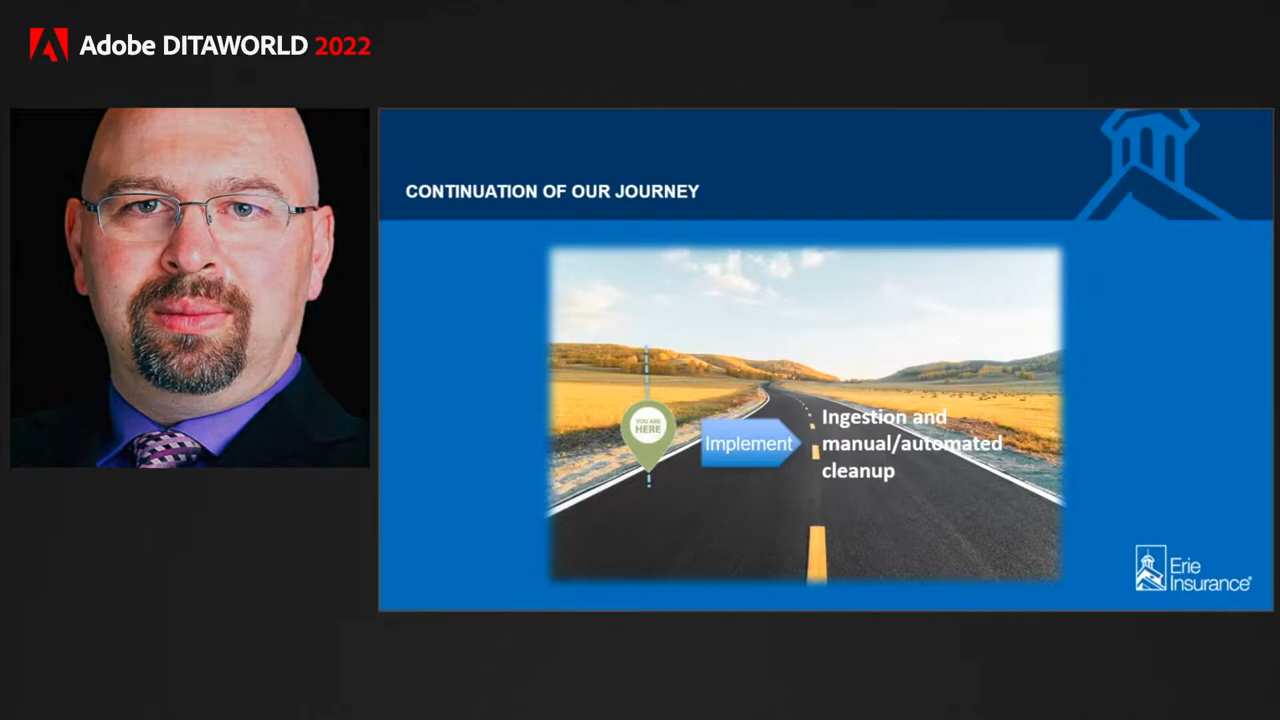 Adobe DITAWORLD 2022
CONTINUATION OF OUR JOURNEY
YOU ARE
HERE
Implement
Ingestion and
manual/automated
cleanup
Erie
Insurance®